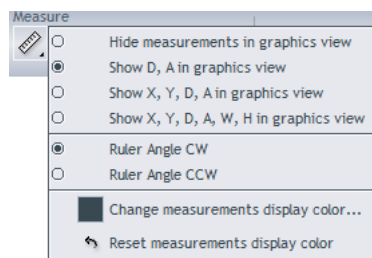 Measure
Hide measurements in graphics view
Show D, A in graphics view
Show X, Y, D, A in graphics view
Show X, Y, D, A, W, H in graphics view
Ruler Angle CW
Ruler Angle CCW
Change measurements display color...
Reset measurements display color